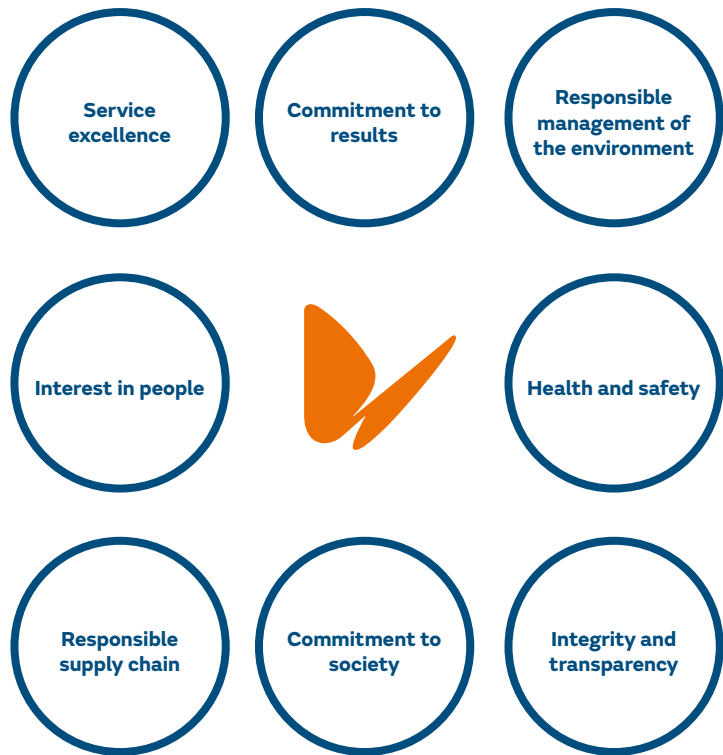 Service
excellence
Commitment to
results
Responsible
management of
the environment
Interest in people
Health and safety
Responsible
supply chain
Commitment to
society
Integrity and
transparency